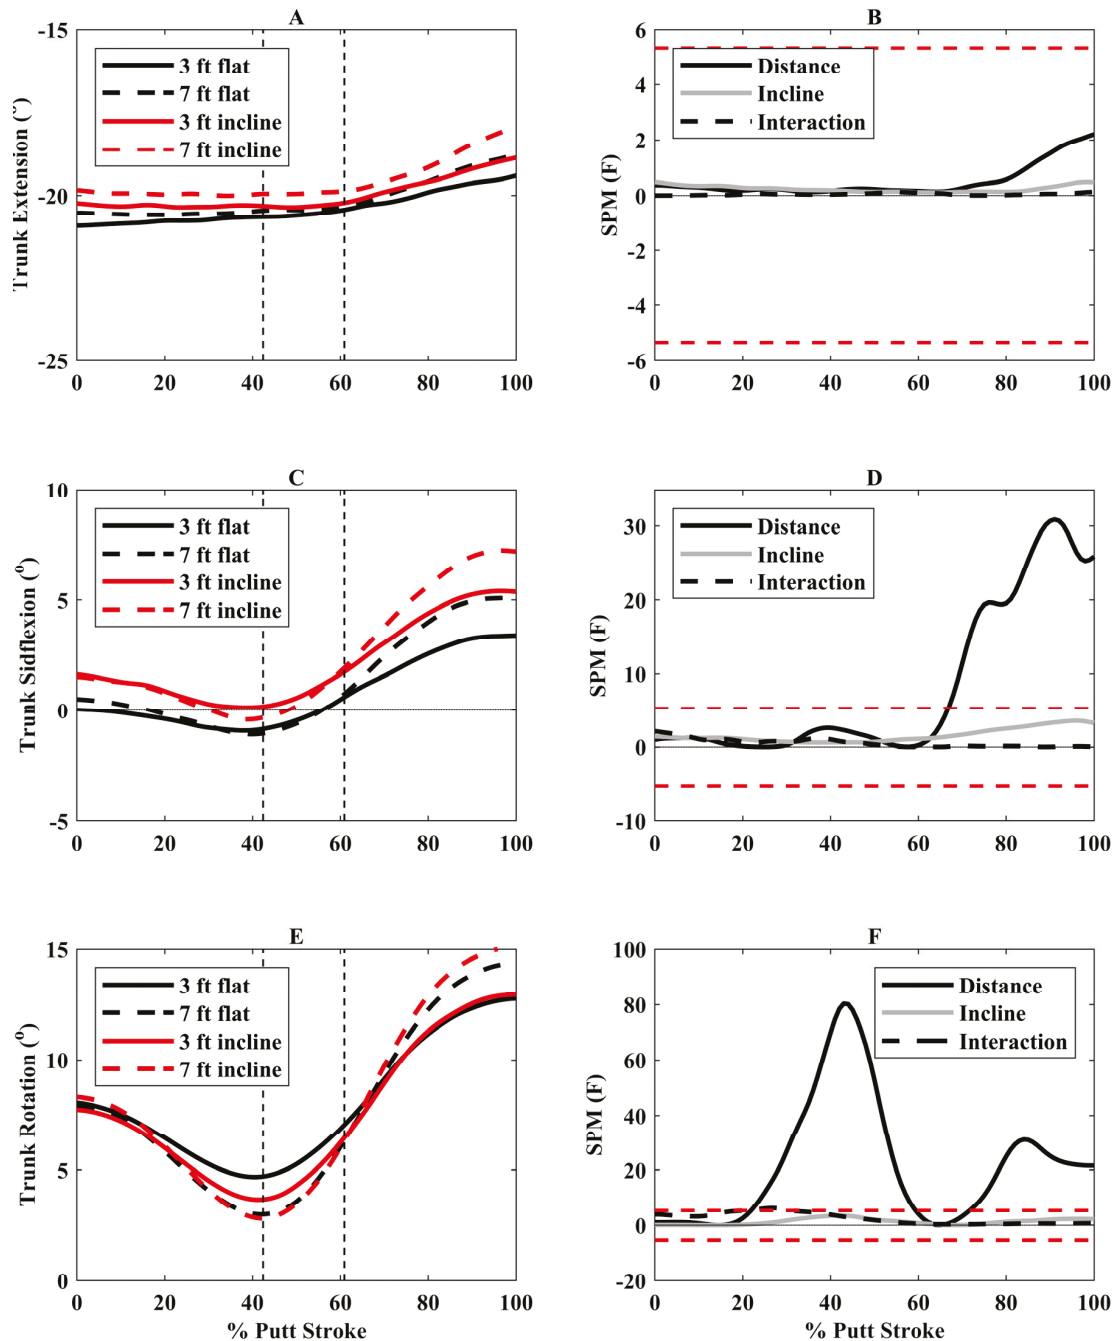 A
-15
-20
-25
Trunk Extension (°)
3 ft flat
7 ft flat
3 ft incline
7 ft incline
0 20 40 60 80 100
B
6
4
2
0
-2
-4
-6
SPM (F)
Distance
Incline
Interaction
0 20 40 60 80 100
C
10
5
0
-5
Trunk Sidflexion (°)
3 ft flat
7 ft flat
3 ft incline
7 ft incline
0 20 40 60 80 100
D
30
20
10
0
-10
SPM (F)
Distance
Incline
Interaction
0 20 40 60 80 100
E
15
10
5
0
Trunk Rotation (°)
3 ft flat
7 ft flat
3 ft incline
7 ft incline
0 20 40 60 80 100
% Putt Stroke
F
100
80
60
40
20
0
-20
SPM (F)
Distance
Incline
Interaction
0 20 40 60 80 100
% Putt Stroke